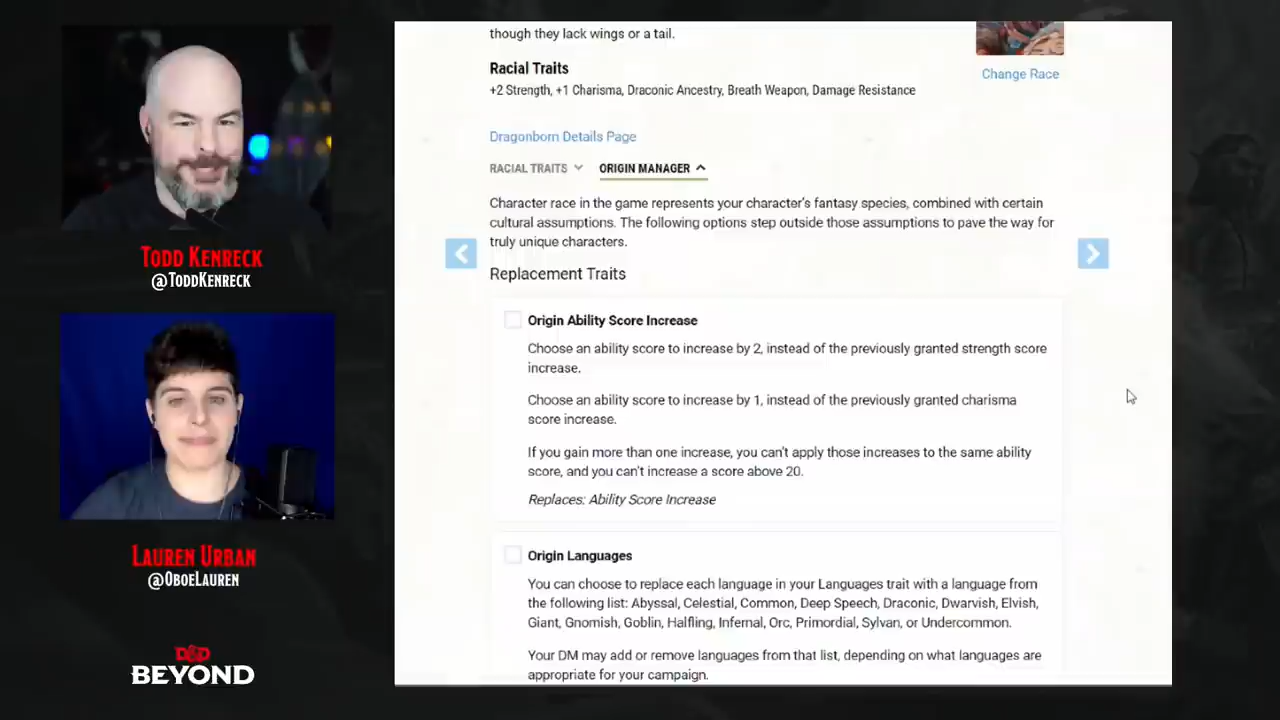 though they lack wings or a tail.
Racial Traits
+2 Strength, +1 Charisma, Draconic Ancestry, Breath Weapon, Damage Resistance
Change Race
Dragonborn Details Page
RACIAL TRAITS
ORIGIN MANAGER
Character race in the game represents your character's fantasy species, combined with certain
cultural assumptions. The following options step outside those assumptions to pave the way for
truly unique characters.
Replacement Traits
Origin Ability Score Increase
Choose an ability score to increase by 2, instead of the previously granted strength score
increase.
Choose an ability score to increase by 1, instead of the previously granted charisma
score increase.
If you gain more than one increase, you can't apply those increases to the same ability
score, and you can't increase a score above 20.
Replaces: Ability Score Increase
Origin Languages
You can choose to replace each language in your Languages trait with a language from
the following list: Abyssal, Celestial, Common, Deep Speech, Draconic, Dwarvish, Elvish,
Giant, Gnomish, Goblin, Halfling, Infernal, Orc, Primordial, Sylvan, or Undercommon.
Your DM may add or remove languages from that list, depending on what languages are
appropriate for your campaign.
Todd Kenreck
@ToddKenreck
Lauren Urban
@OboeLauren
D&D
BEYOND